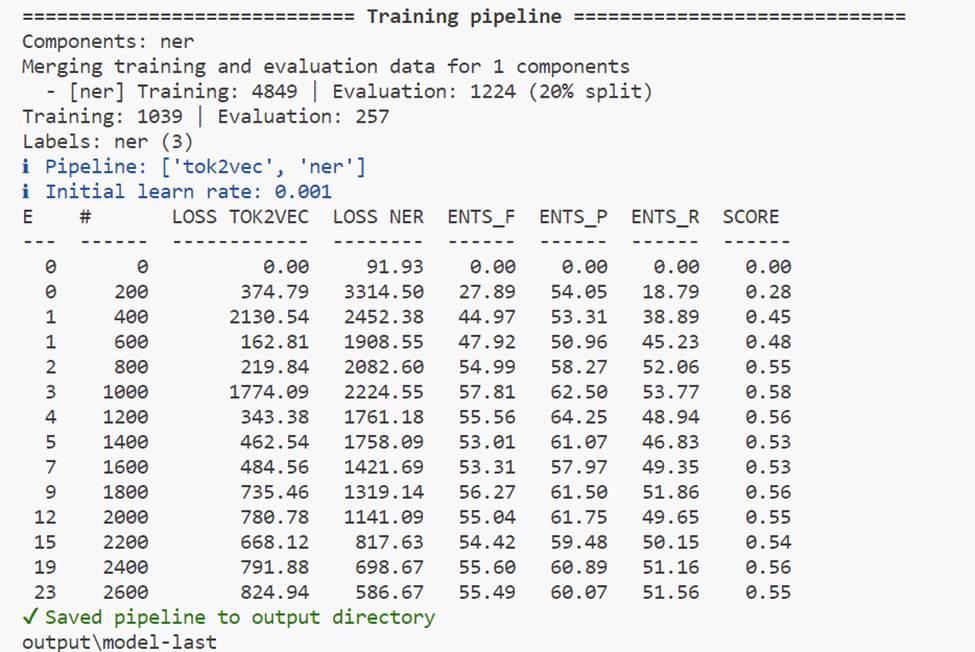 ============================= Training pipeline =============================
Components: ner
Merging training and evaluation data for 1 components
  - [ner] Training: 4849 | Evaluation: 1224 (20% split)
Training: 1039 | Evaluation: 257
Labels: ner (3)
ℹ Pipeline: ['tok2vec', 'ner']
ℹ Initial learn rate: 0.001
E    #       LOSS TOK2VEC  LOSS NER  ENTS_F  ENTS_P  ENTS_R  SCORE
---  ------  ------------  --------  ------  ------  ------  ------
  0       0          0.00     91.93    0.00    0.00    0.00    0.00
  0     200        374.79   3314.50   27.89   54.05   18.79    0.28
  1     400       2130.54   2452.38   44.97   53.31   38.89    0.45
  1     600        162.81   1908.55   47.92   50.96   45.23    0.48
  2     800        219.84   2082.60   54.99   58.27   52.06    0.55
  3    1000       1774.09   2224.55   57.81   62.50   53.77    0.58
  4    1200        343.38   1761.18   55.56   64.25   48.94    0.56
  5    1400        462.54   1758.09   53.01   61.07   46.83    0.53
  7    1600        484.56   1421.69   53.31   57.97   49.35    0.53
  9    1800        735.46   1319.14   56.27   61.50   51.86    0.56
 12    2000        780.78   1141.09   55.04   61.75   49.65    0.55
 15    2200        668.12    817.63   54.42   59.48   50.15    0.54
 19    2400        791.88    698.67   55.60   60.89   51.16    0.56
 23    2600        824.94    586.67   55.49   60.07   51.56    0.55
✓ Saved pipeline to output directory
output\model-last